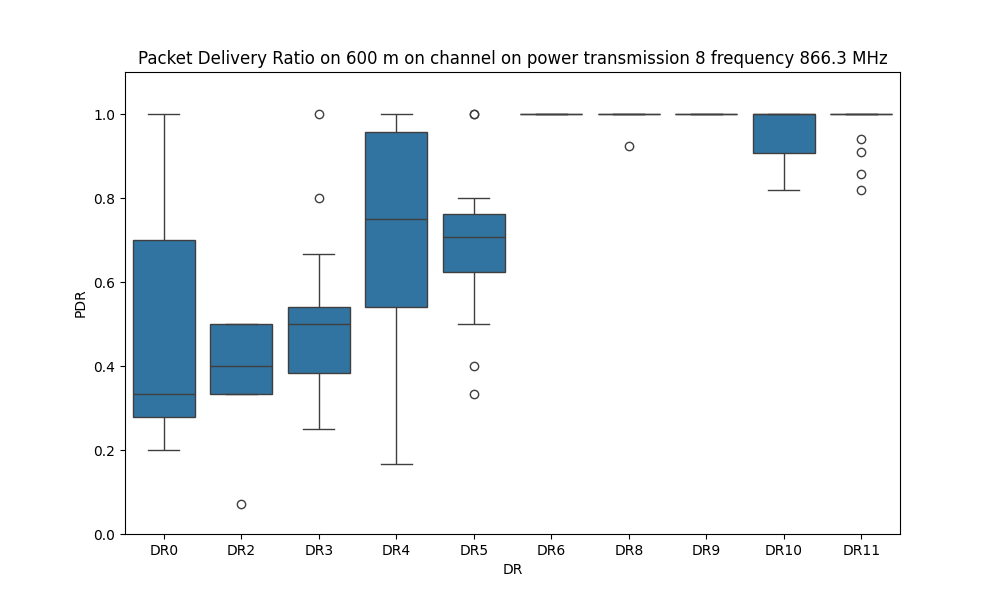 Packet Delivery Ratio on 600 m on channel on power transmission 8 frequency 866.3 MHz
1.0
0.8
0.6
0.4
0.2
0.0
PDR
DR0 DR2 DR3 DR4 DR5 DR6 DR8 DR9 DR10 DR11
DR